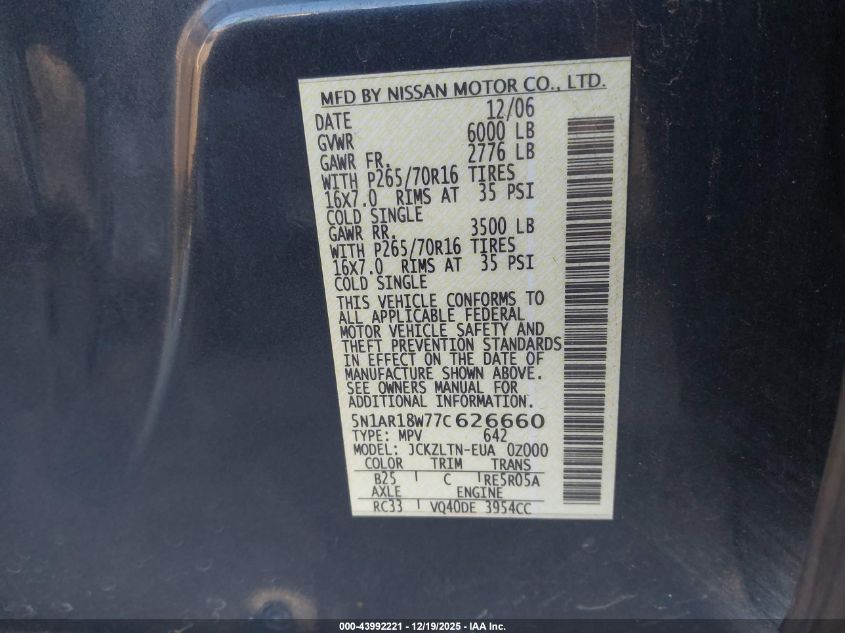 MFD BY NISSAN MOTOR CO., LTD.
DATE 12/06
GVWR 6000 LB
GAWR FR. 2776 LB
WITH P265/70R16 TIRES
16X7.0 RIMS AT 35 PSI
COLD SINGLE
GAWR RR. 3500 LB
WITH P265/70R16 TIRES
16X7.0 RIMS AT 35 PSI
COLD SINGLE
THIS VEHICLE CONFORMS TO
ALL APPLICABLE FEDERAL
MOTOR VEHICLE SAFETY AND
THEFT PREVENTION STANDARDS
IN EFFECT ON THE DATE OF
MANUFACTURE SHOWN ABOVE.
SEE OWNERS MANUAL FOR
ADDITIONAL INFORMATION.
5N1AR18W77C626660
TYPE: MPV 642
MODEL: JCKZLTN-EUA 0Z000
COLOR TRIM TRANS
B25 C RE5R05A
AXLE ENGINE
RC33 VQ40DE 3954CC
000-43992221 - 12/19/2025 - IAA Inc.